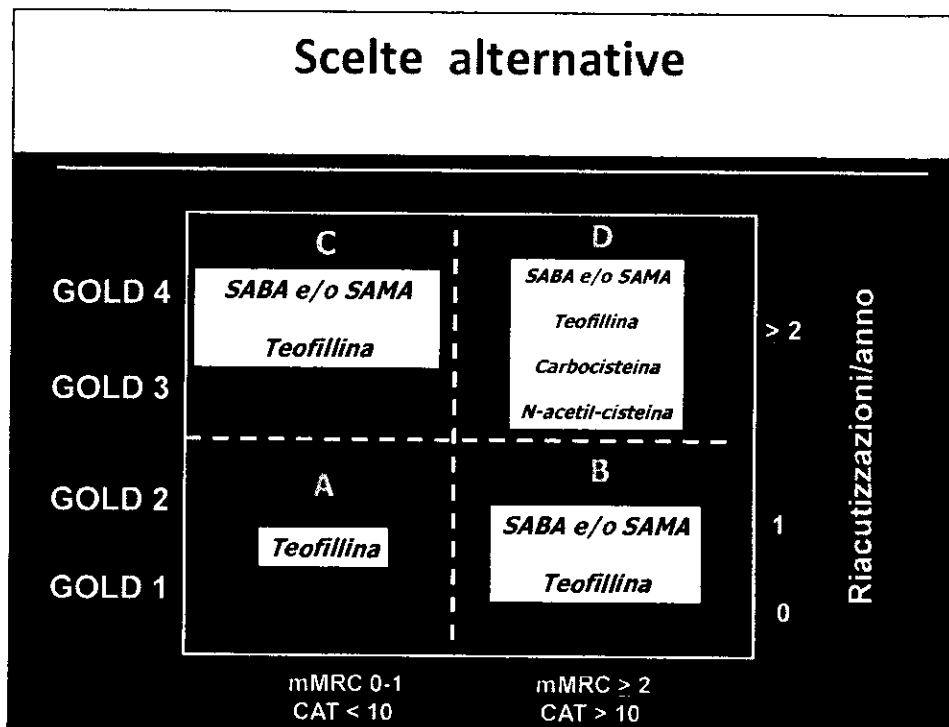 Scelte alternative
C
D
GOLD 4
GOLD 3
SABA e/o SAMA
Teofillina
SABA e/o SAMA
Teofillina
Carbocisteina
N-acetil-cisteina
> 2
A
B
GOLD 2
GOLD 1
Teofillina
SABA e/o SAMA
Teofillina
1
0
Riacutizzazioni/anno
mMRC 0-1
CAT < 10
mMRC ≥ 2
CAT > 10